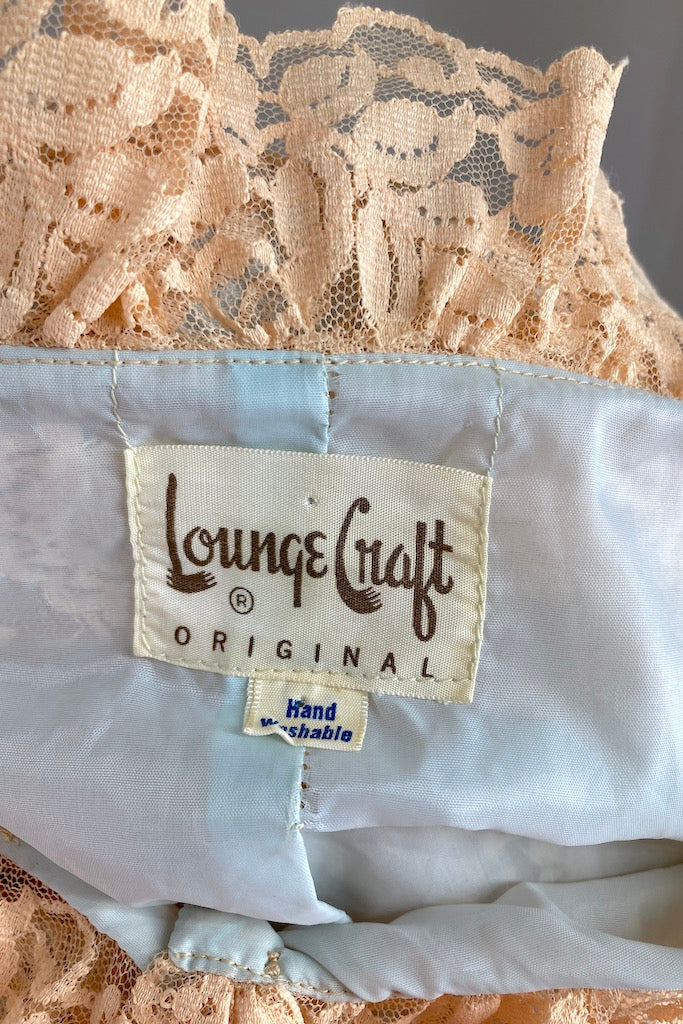 Lounge Craft
®
ORIGINAL
Hand
Washable